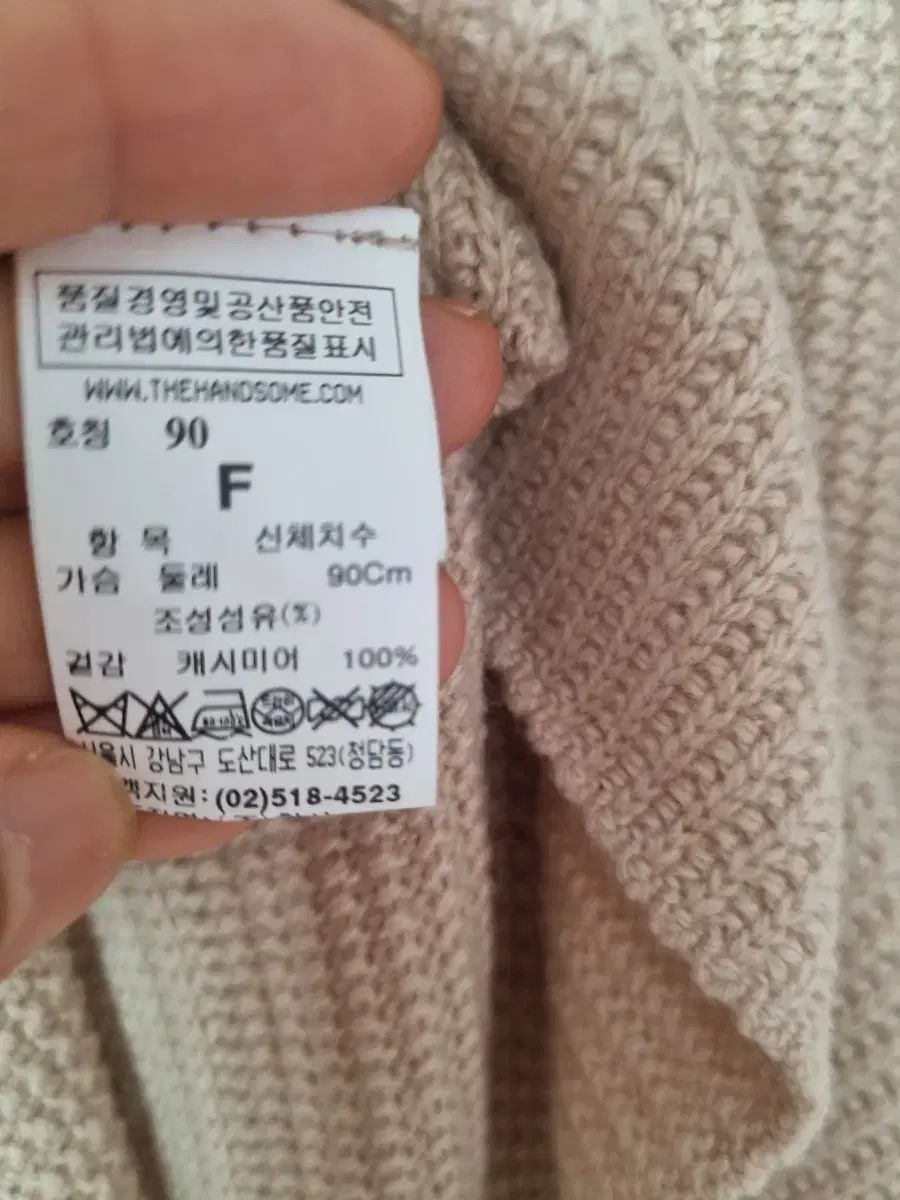 품질경영및공산품안전
관리법에의한품질표시
WWW.THEHANDSOME.COM
호칭 90
F
항 목 신체치수
가슴 둘레 90Cm
조성섬유(%)
겉감 캐시미어 100%
강남구 도산대로 523(청담동)
(02)518-4523